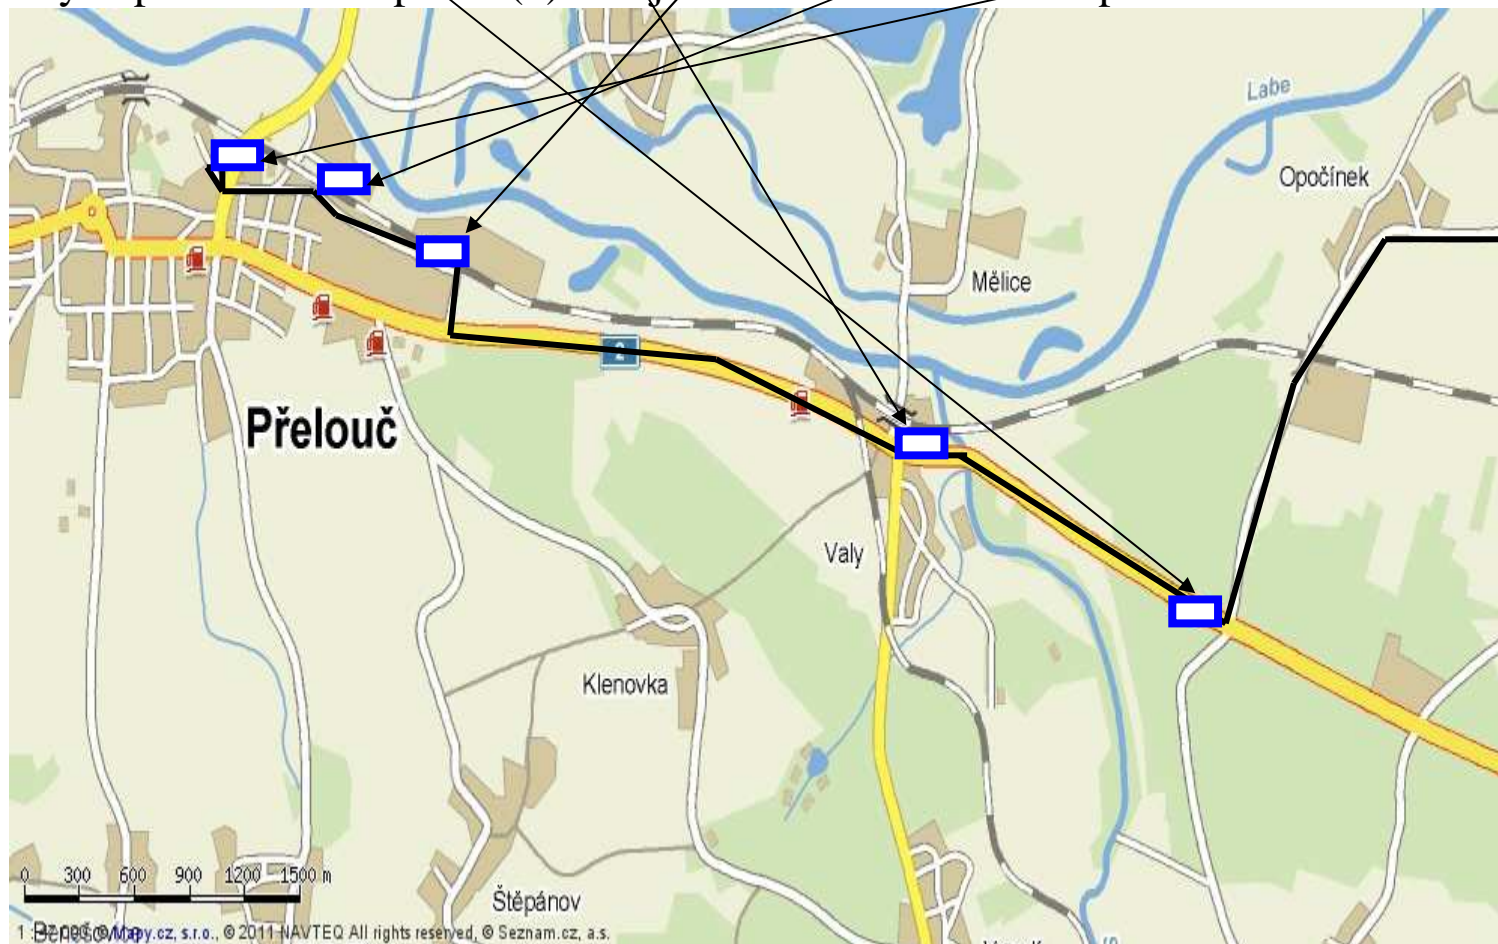 Labe
Opočínek
Mělice
2
Přelouč
Valy
Klenovka
0 300 600 900 1200 1500 m
Štěpánov
Mapy.cz, s.r.o., © 2011 NAVTEQ All rights reserved, © Seznam.cz, a.s.